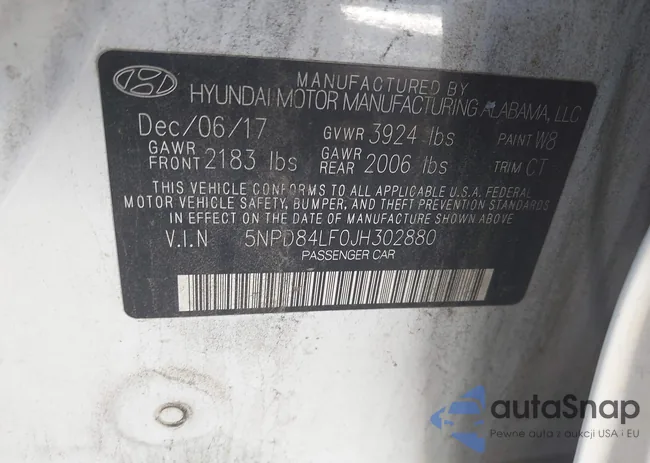 MANUFACTURED BY
HYUNDAI MOTOR MANUFACTURING ALABAMA, LLC
Dec/06/17 GVWR 3924 lbs PAINT W8
GAWR FRONT 2183 lbs GAWR REAR 2006 lbs TRIM CT
THIS VEHICLE CONFORMS TO ALL APPLICABLE U.S.A. FEDERAL
MOTOR VEHICLE SAFETY, BUMPER, AND THEFT PREVENTION STANDARDS
IN EFFECT ON THE DATE OF MANUFACTURE SHOWN ABOVE
V.I.N 5NPD84LF0JH302880
PASSENGER CAR
autaSnap
Pewne auta z aukcji USA i EU